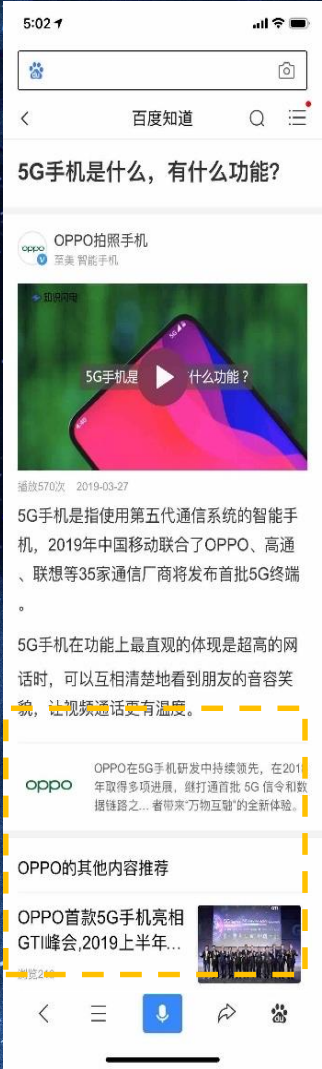 5:02
百度知道
5G手机是什么，有什么功能？
oppo
OPPO拍照手机
至美 智能手机
知识闪电
5G手机是 什么功能？
播放570次 2019-03-27
5G手机是指使用第五代通信系统的智能手
机，2019年中国移动联合了OPPO、高通
、联想等35家通信厂商将发布首批5G终端
。
5G手机在功能上最直观的体现是超高的网
话时，可以互相清楚地看到朋友的音容笑
貌，让视频通话更有温度。
oppo
OPPO在5G手机研发中持续领先，在2018
年取得多项进展，继打通首批 5G 信令和数
据链路之... 者带来“万物互融”的全新体验。
OPPO的其他内容推荐
OPPO首款5G手机亮相
GTI峰会,2019上半年...